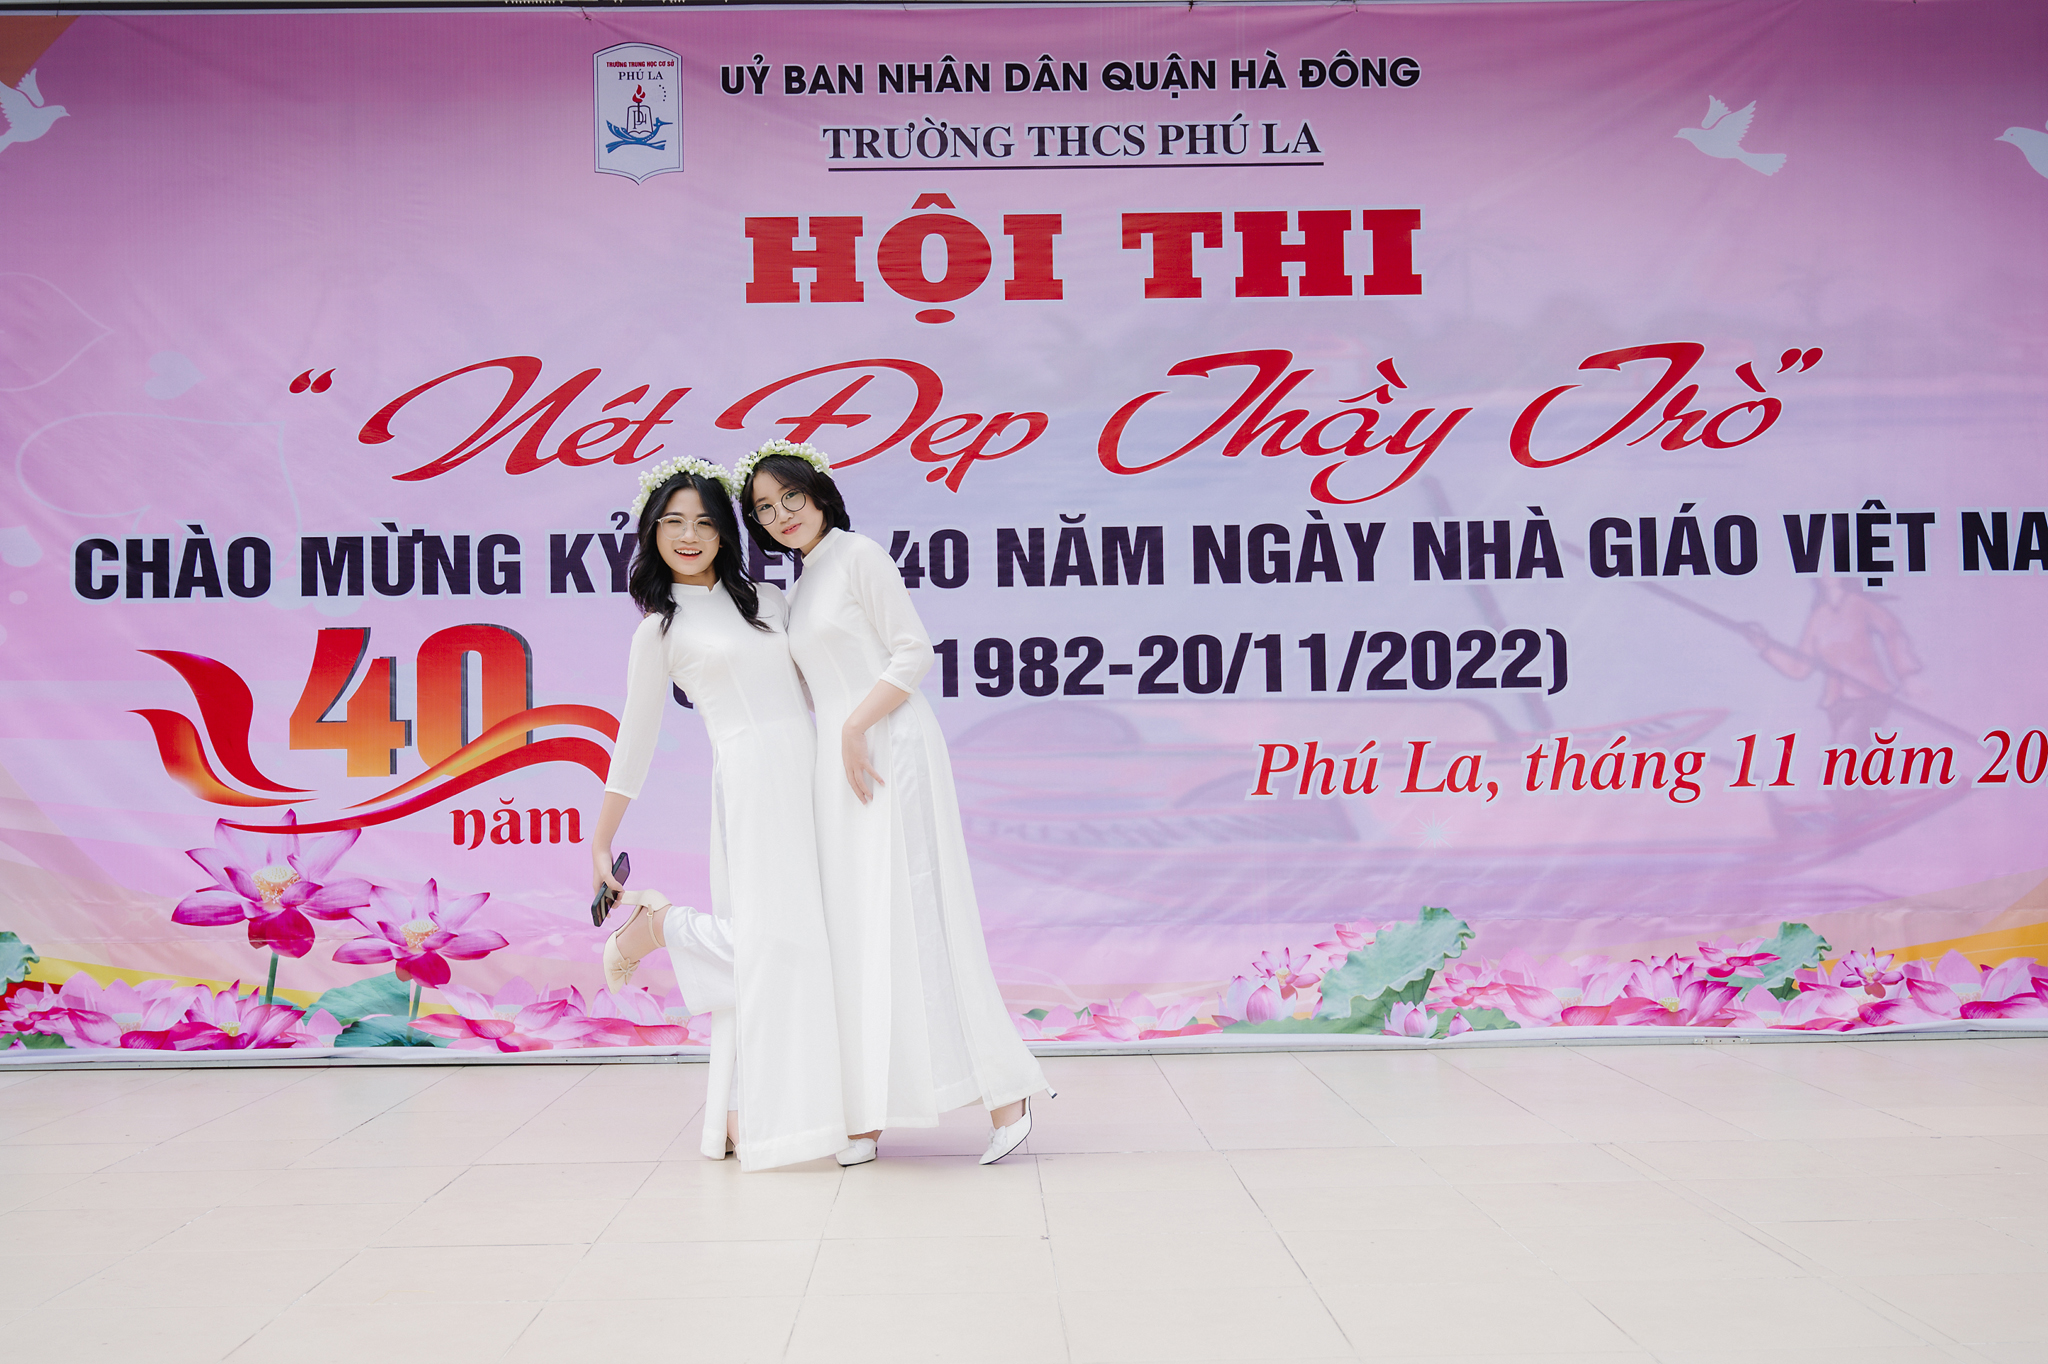 TRƯỜNG TRUNG HỌC CƠ SỞ
PHÚ LA
UỶ BAN NHÂN DÂN QUẬN HÀ ĐÔNG
TRƯỜNG THCS PHÚ LA
HỘI THI
“Nét Đẹp Thầy Trò”
CHÀO MỪNG KỶ 40 NĂM NGÀY NHÀ GIÁO VIỆT NA
1982-20/11/2022)
40
năm
Phú La, tháng 11 năm 20